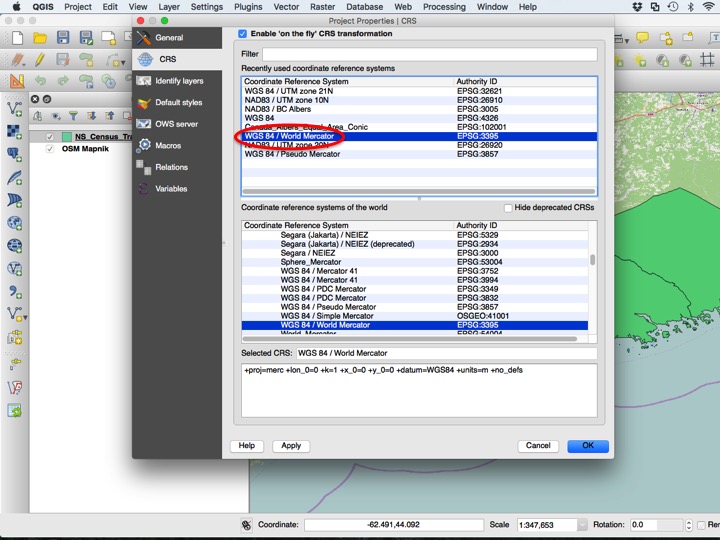 QGIS Project Edit View Layer Settings Plugins Vector Raster Database Web Processing Window Help
Project Properties | CRS
General
CRS
Identify layers
Default styles
OWS server
Macros
Relations
Variables
Enable 'on the fly' CRS transformation
Filter
Recently used coordinate reference systems
Coordinate Reference System Authority ID
WGS 84 / UTM zone 21N EPSG:32621
NAD83 / UTM zone 10N EPSG:26910
NAD83 / BC Albers EPSG:3005
WGS 84 EPSG:4326
Canada_Albers_Equal_Area_Conic EPSG:102001
WGS 84 / World Mercator EPSG:3395
NAD83 / UTM zone 20N EPSG:26920
WGS 84 / Pseudo Mercator EPSG:3857
Coordinate reference systems of the world Hide deprecated CRSs
Coordinate Reference System Authority ID
Segara (Jakarta) / NEIEZ EPSG:5329
Segara (Jakarta) / NEIEZ (deprecated) EPSG:2934
Segara / NEIEZ EPSG:3000
Sphere_Mercator EPSG:53004
WGS 84 / Mercator 41 EPSG:3752
WGS 84 / Mercator 41 EPSG:3994
WGS 84 / PDC Mercator EPSG:3349
WGS 84 / PDC Mercator EPSG:3832
WGS 84 / Pseudo Mercator EPSG:3857
WGS 84 / Simple Mercator OSGEO:41001
WGS 84 / World Mercator EPSG:3395
World_Mercator EPSG:54004
Selected CRS: WGS 84 / World Mercator
+proj=merc +lon_0=0 +k=1 +x_0=0 +y_0=0 +datum=WGS84 +units=m +no_defs
Help Apply Cancel OK
NS_Census_Tra
OSM Mapnik
Coordinate: -62.491,44.092 Scale 1:347,653 Rotation: 0.0 Ren